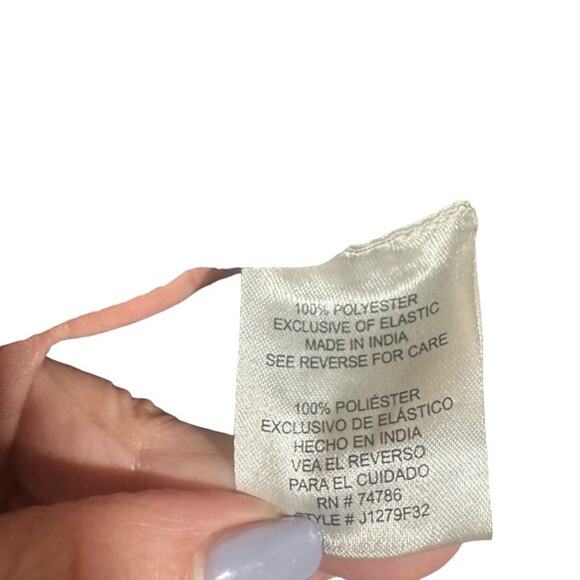 100% POLYESTER
EXCLUSIVE OF ELASTIC
MADE IN INDIA
SEE REVERSE FOR CARE
100% POLIÉSTER
EXCLUSIVO DE ELÁSTICO
HECHO EN INDIA
VEA EL REVERSO
PARA EL CUIDADO
RN # 74786
STYLE # J1279F32